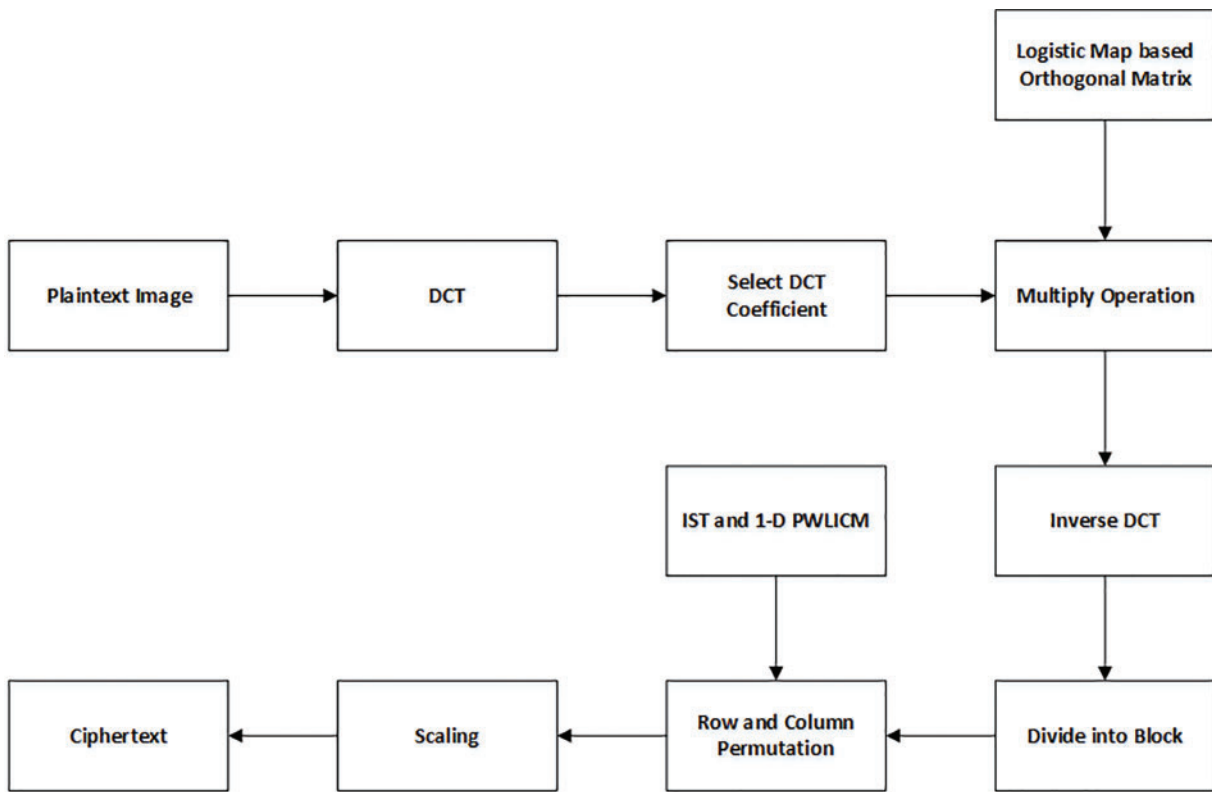 Logistic Map based
Orthogonal Matrix
Plaintext Image
DCT
Select DCT
Coefficient
Multiply Operation
IST and 1-D PWLICM
Inverse DCT
Ciphertext
Scaling
Row and Column
Permutation
Divide into Block